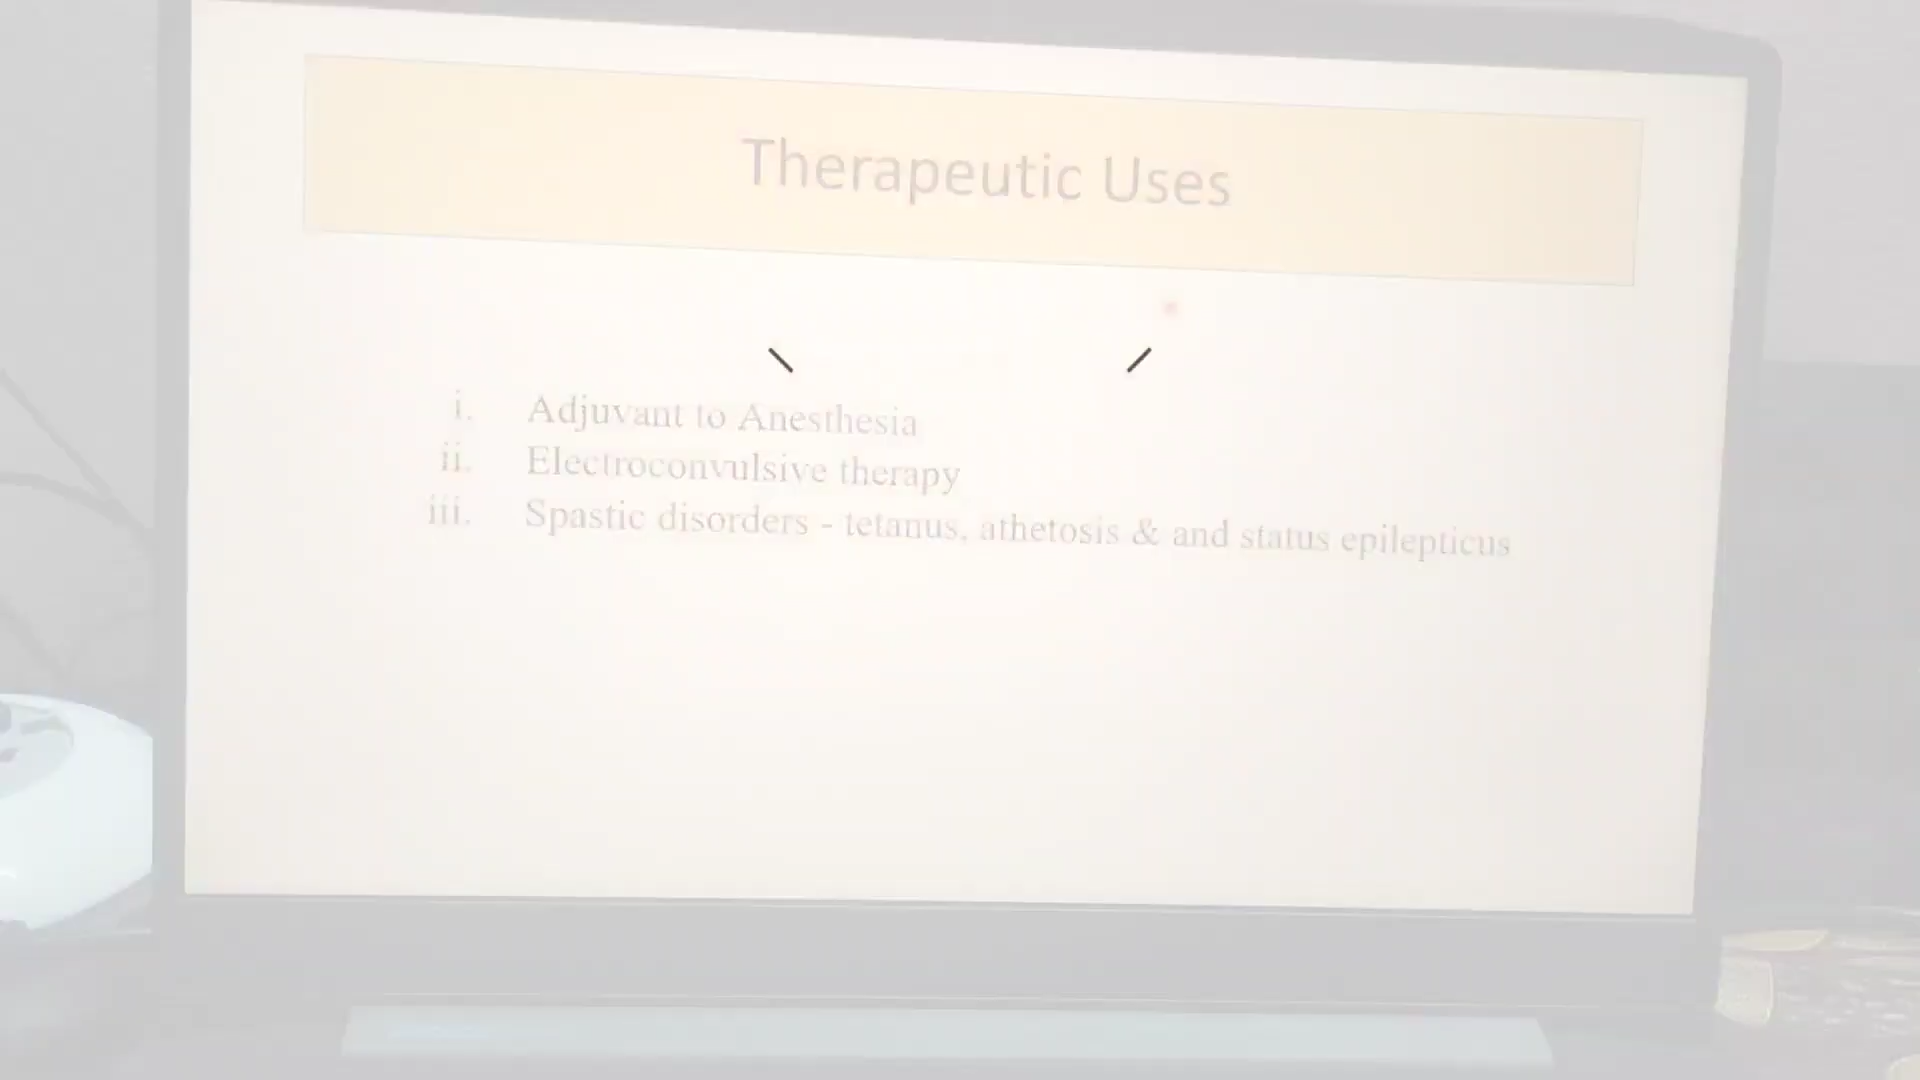 Therapeutic Uses
i. Adjuvant to Anesthesia
ii. Electroconvulsive therapy
iii. Spastic disorders - tetanus, athetosis & and status epilepticus